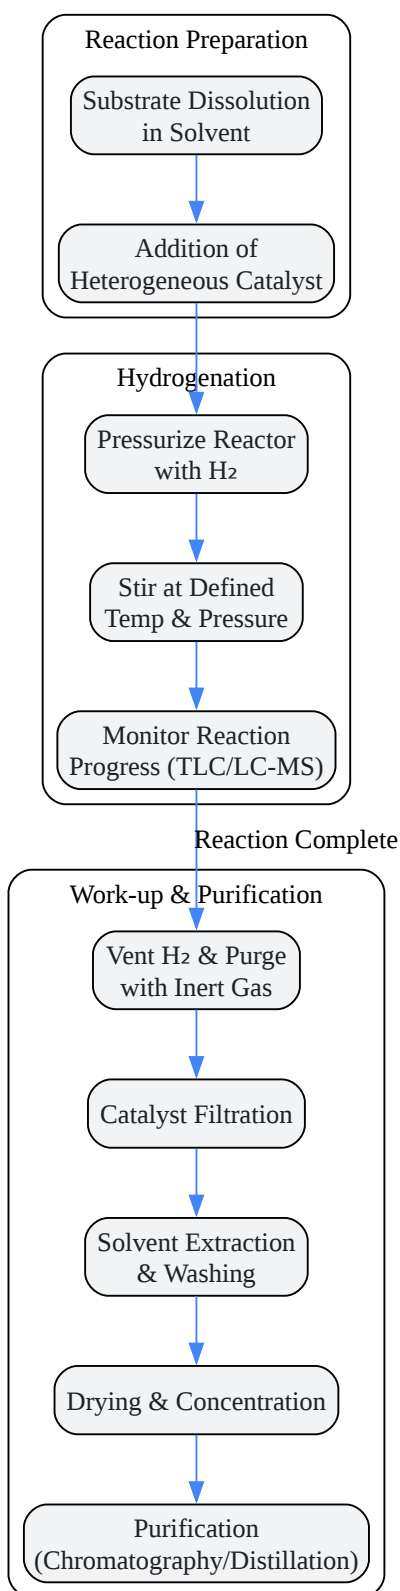 Reaction Preparation
Substrate Dissolution
in Solvent
Addition of
Heterogeneous Catalyst
Hydrogenation
Pressurize Reactor
with H₂
Stir at Defined
Temp & Pressure
Monitor Reaction
Progress (TLC/LC-MS)
Reaction Complete
Work-up & Purification
Vent H₂ & Purge
with Inert Gas
Catalyst Filtration
Solvent Extraction
& Washing
Drying & Concentration
Purification
(Chromatography/Distillation)